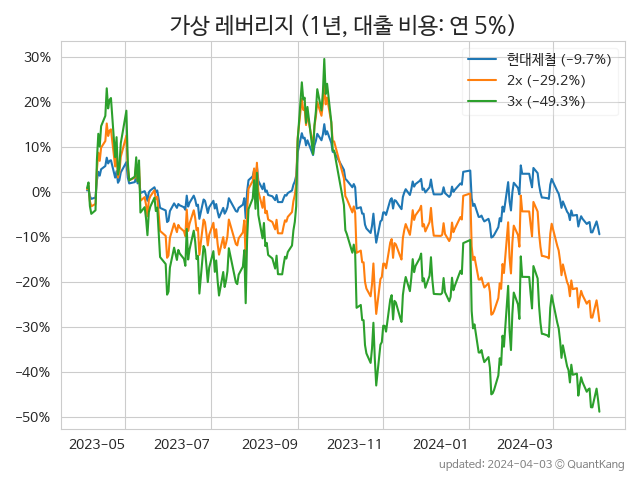 가상 레버리지 (1년, 대출 비용: 연 5%)
현대제철 (−9.7%)
2x (−29.2%)
3x (−49.3%)
30%
20%
10%
0%
−10%
−20%
−30%
−40%
−50%
2023-05 2023-07 2023-09 2023-11 2024-01 2024-03
updated: 2024-04-03 © QuantKang